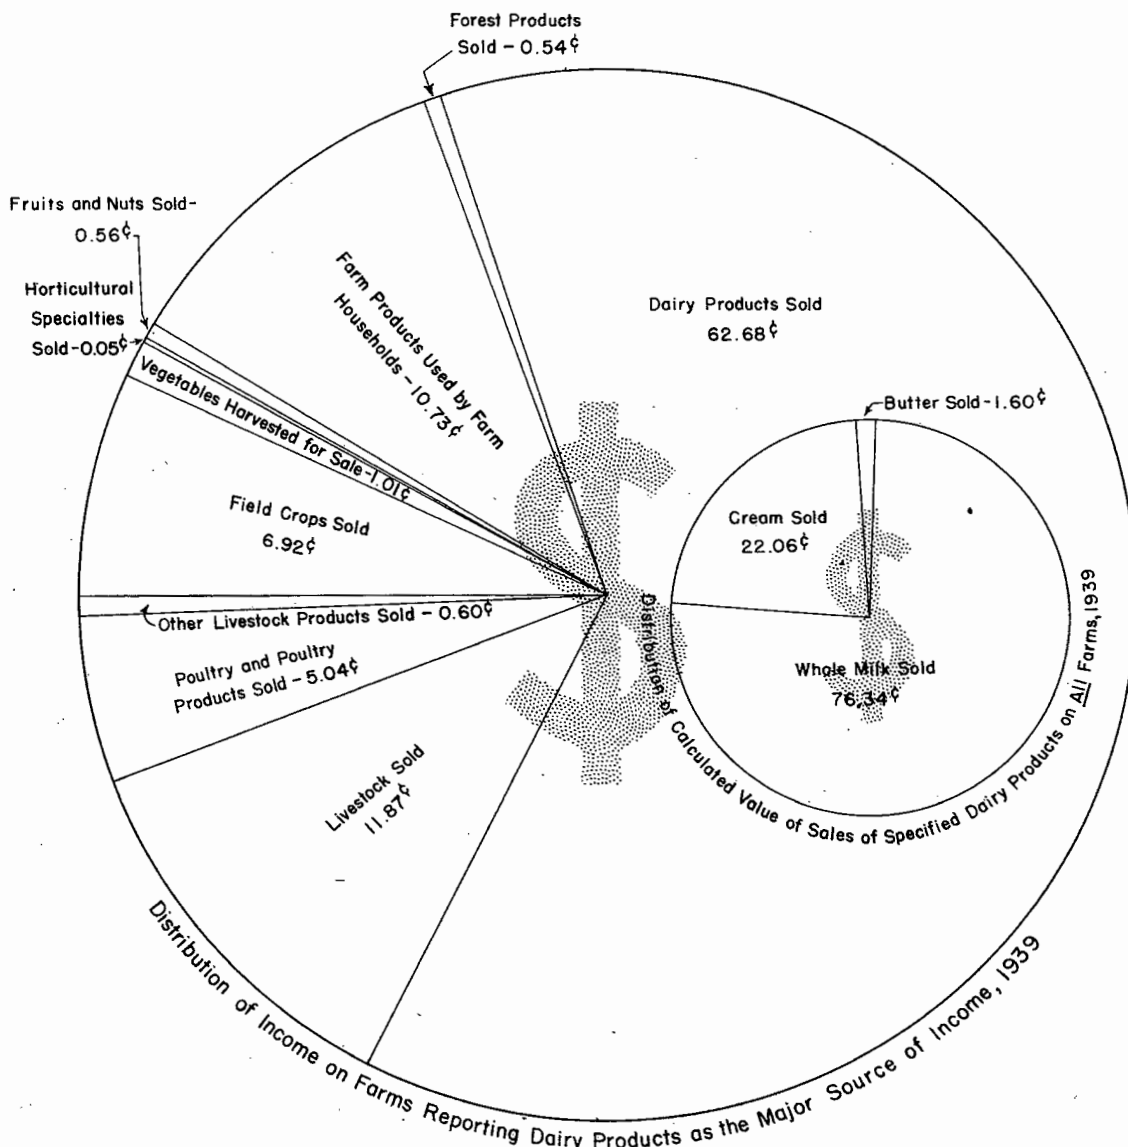 Forest Products
Sold - 0.54¢
Fruits and Nuts Sold-
0.56¢
Horticultural
Specialties
Sold-0.05¢
Vegetables Harvested for Sale-1.01¢
Farm Products Used by Farm
Households - 10.73¢
Dairy Products Sold
62.68¢
Butter Sold-1.60¢
Cream Sold
22.06¢
Whole Milk Sold
76.34¢
Distribution of Calculated Value of Sales of Specified Dairy Products on All Farms, 1939
Field Crops Sold
6.92¢
Other Livestock Products Sold - 0.60¢
Poultry and Poultry
Products Sold - 5.04¢
Livestock Sold
11.87¢
Distribution of Income on Farms Reporting Dairy Products as the Major Source of Income, 1939